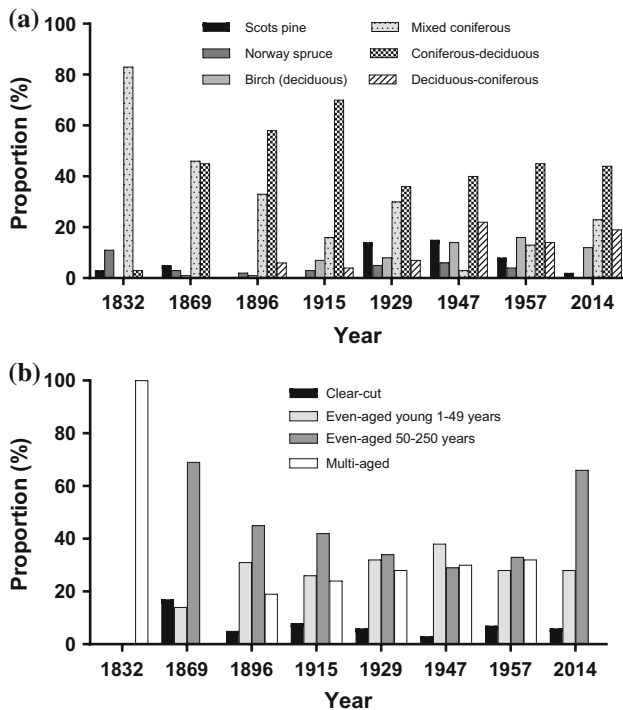 (a)
Scots pine
Norway spruce
Birch (deciduous)
Mixed coniferous
Coniferous-deciduous
Deciduous-coniferous
Proportion (%)
100
80
60
40
20
0
1832 1869 1896 1915 1929 1947 1957 2014
Year
(b)
Clear-cut
Even-aged young 1-49 years
Even-aged 50-250 years
Multi-aged
Proportion (%)
100
80
60
40
20
0
1832 1869 1896 1915 1929 1947 1957 2014
Year